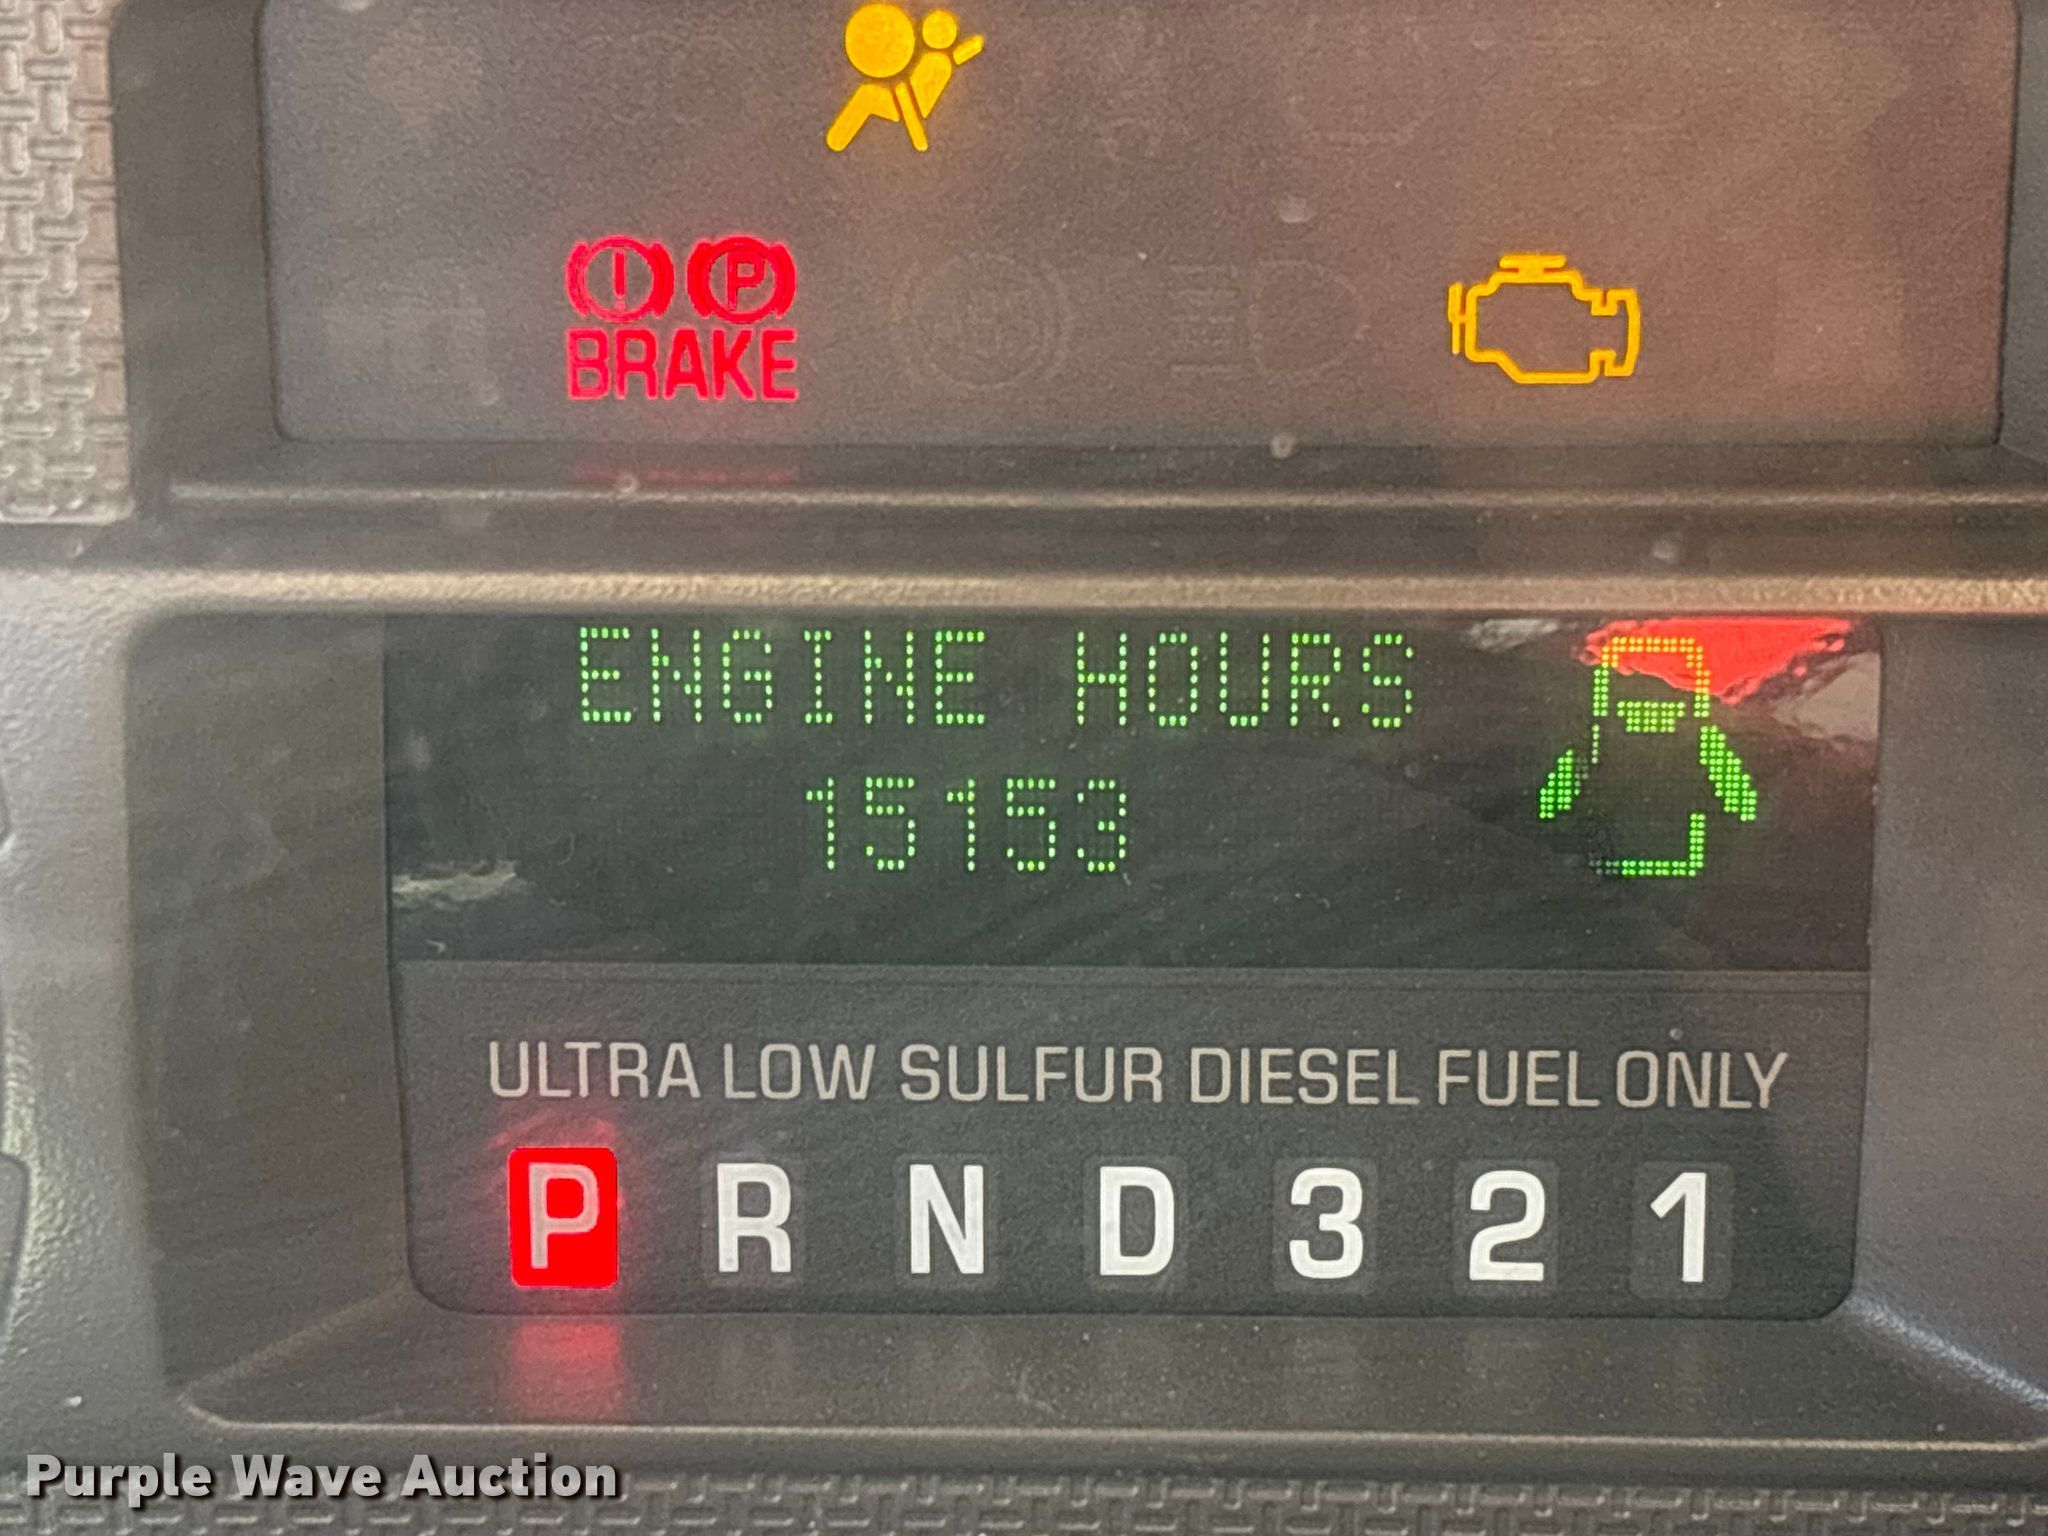 BRAKE
ENGINE HOURS
15153
ULTRA LOW SULFUR DIESEL FUEL ONLY
P R N D 3 2 1
Purple Wave Auction